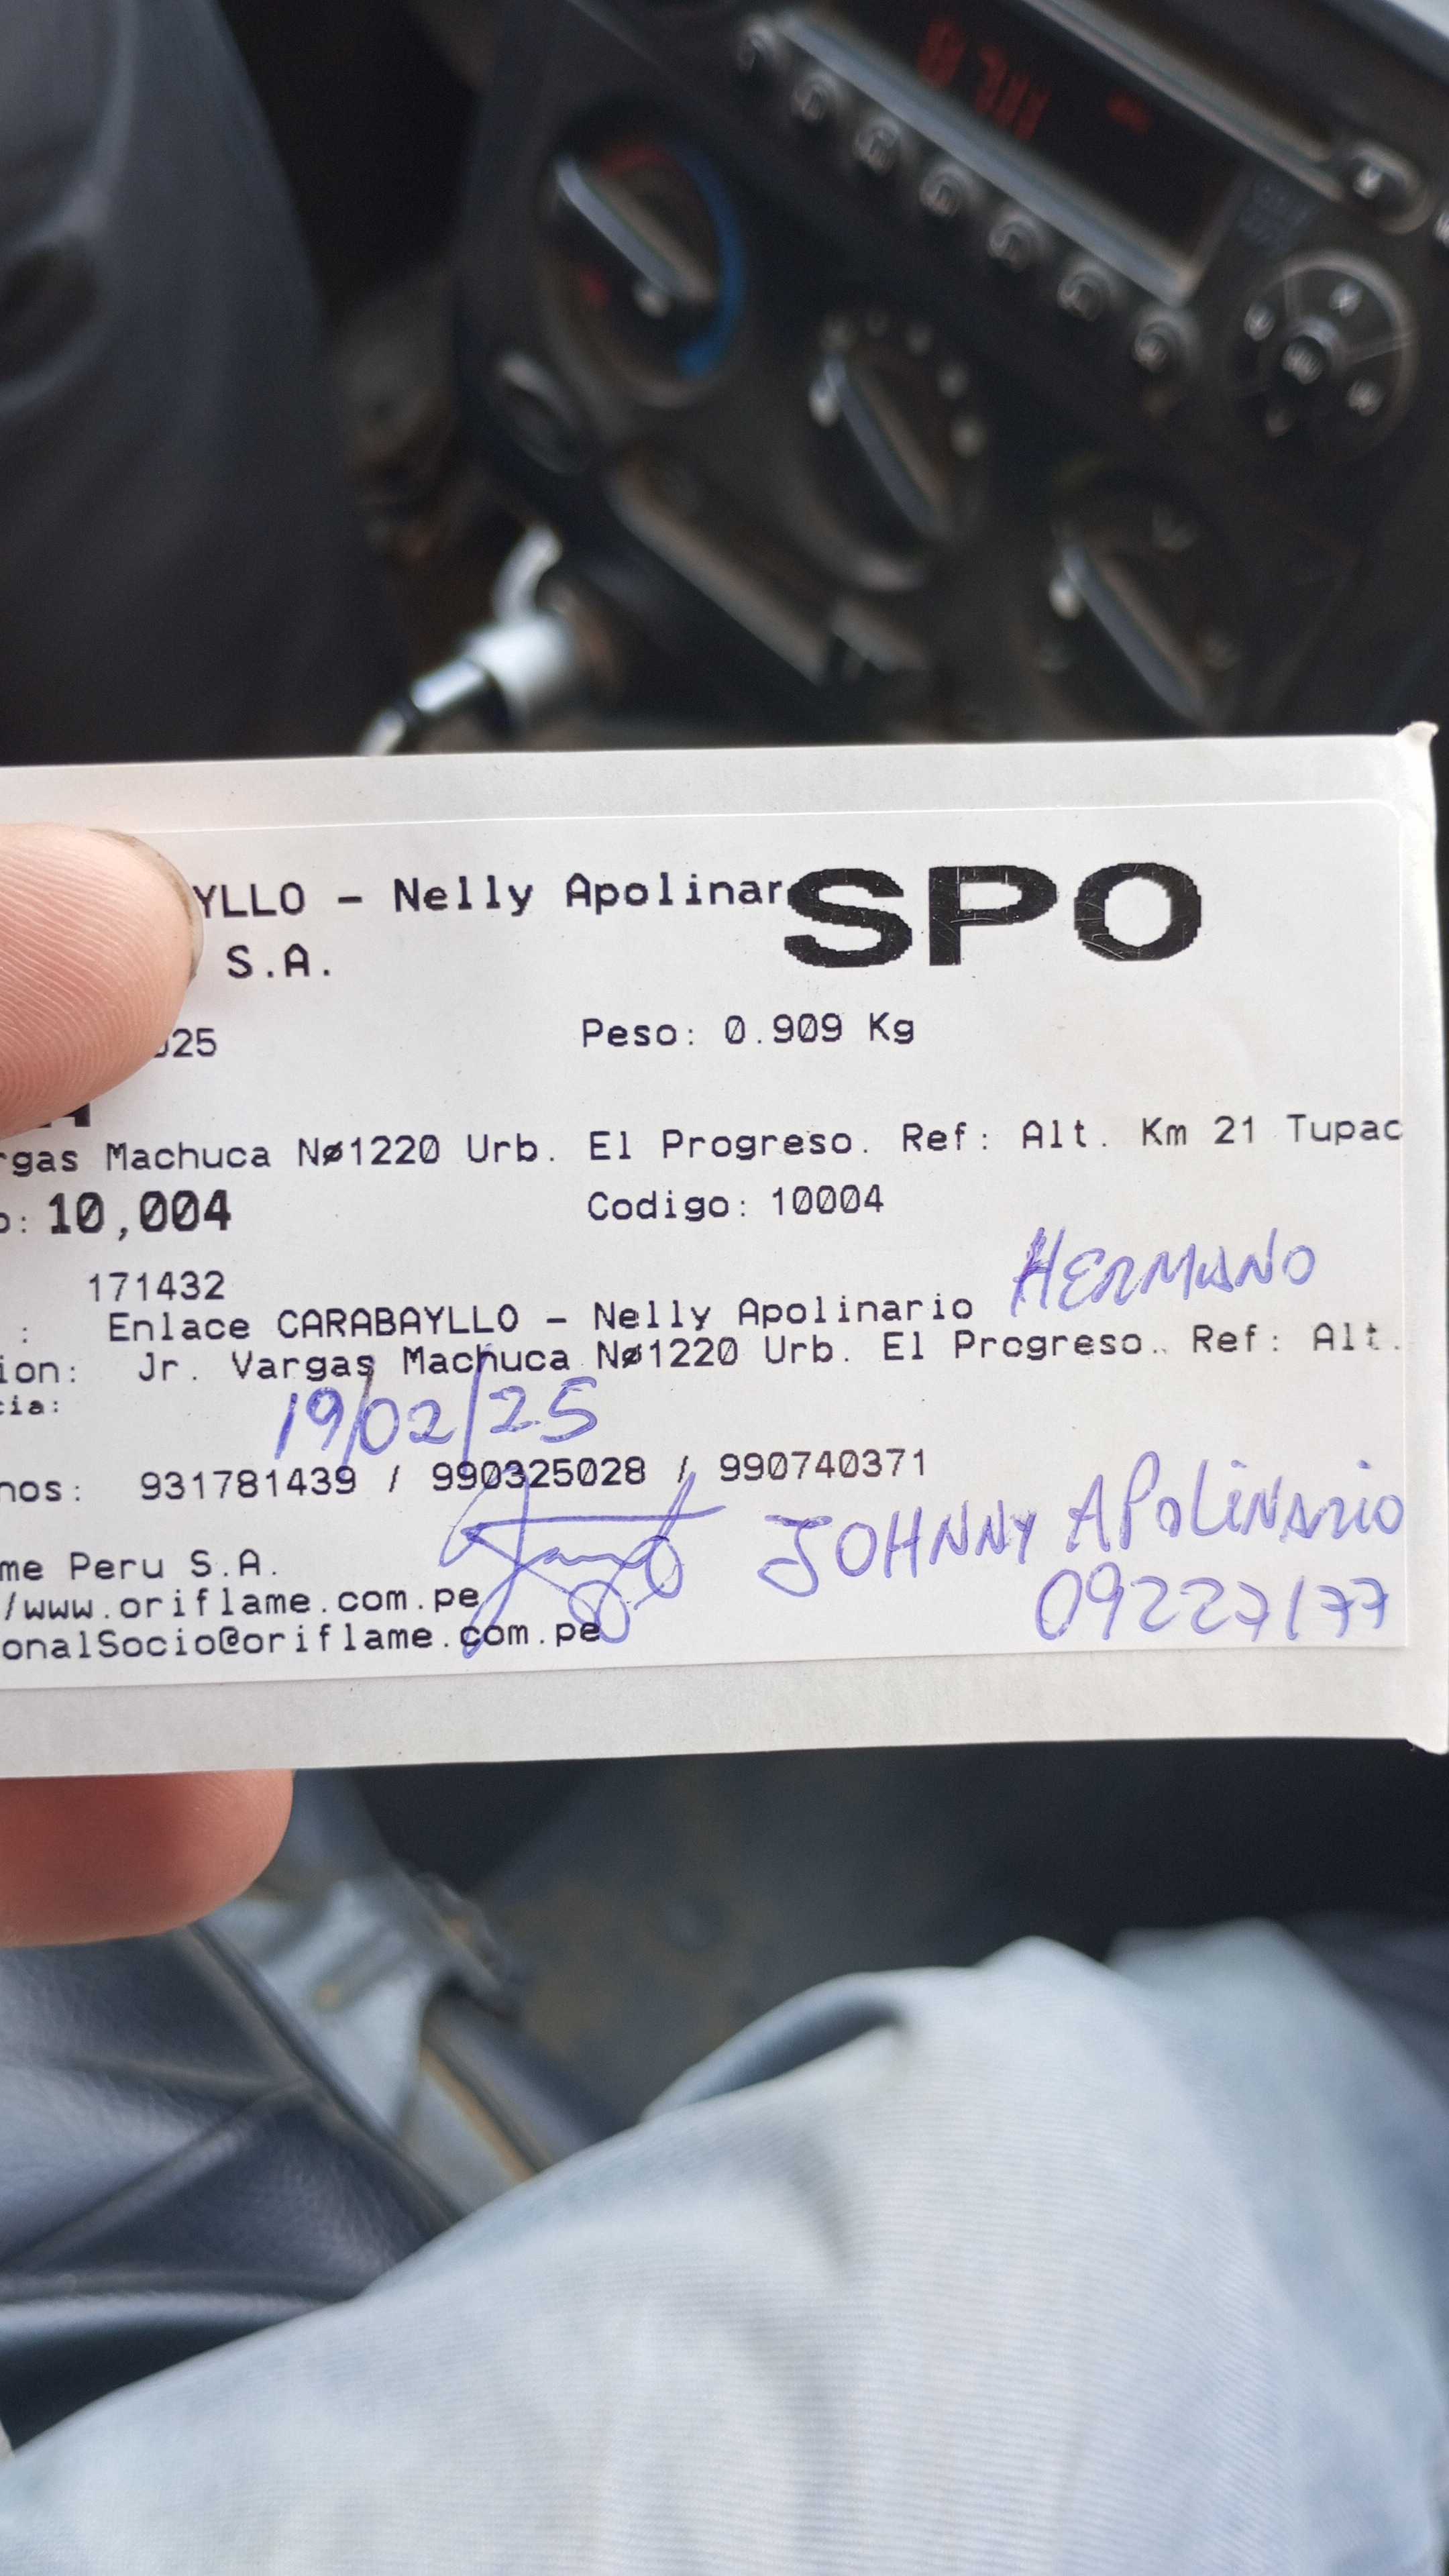 YLLO - Nelly Apolinar SPO
S.A.
025 Peso: 0.909 Kg
rgas Machuca Nø1220 Urb. El Progreso. Ref: Alt. Km 21 Tupac
o: 10,004 Codigo: 10004
171432 HERMANO
: Enlace CARABAYLLO - Nelly Apolinario
ion: Jr. Vargas Machuca Nø1220 Urb. El Progreso. Ref: Alt.
cia:
19/02/25
nos: 931781439 / 990325028 / 990740371
JOHNNY APOLINARIO
me Peru S.A.
/www.oriflame.com.pe
onalSocio@oriflame.com.pe